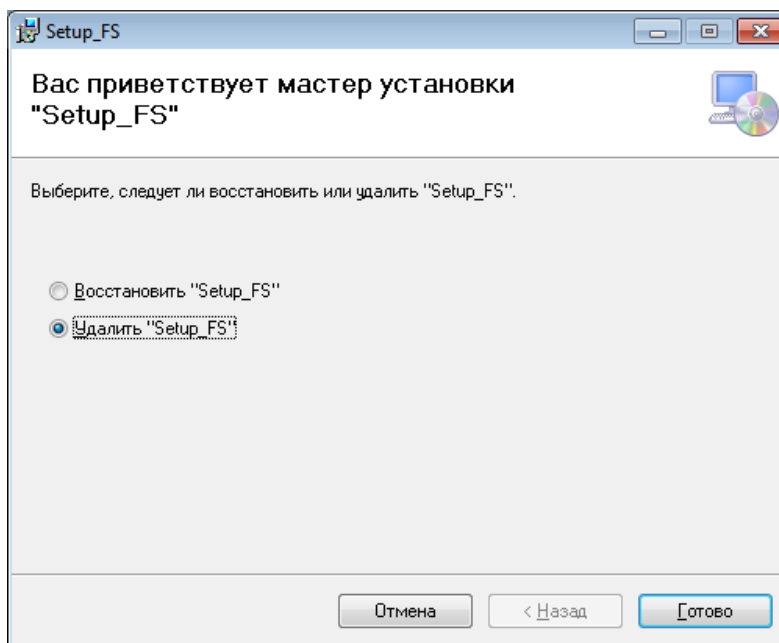 Setup_FS
Вас приветствует мастер установки
"Setup_FS"
Выберите, следует ли восстановить или удалить "Setup_FS".
Восстановить "Setup_FS"
Удалить "Setup_FS"
Отмена
< Назад
Готово